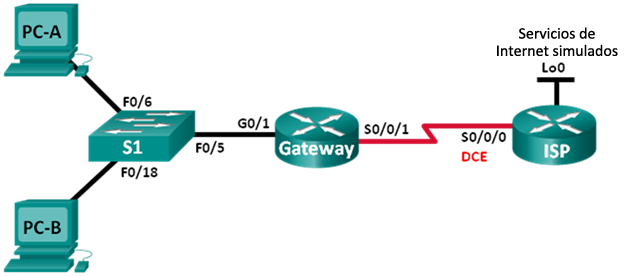 PC-A
Servicios de
Internet simulados
Lo0
F0/6
G0/1
S0/0/1
S0/0/0
S1
F0/5
Gateway
DCE
ISP
F0/18
PC-B